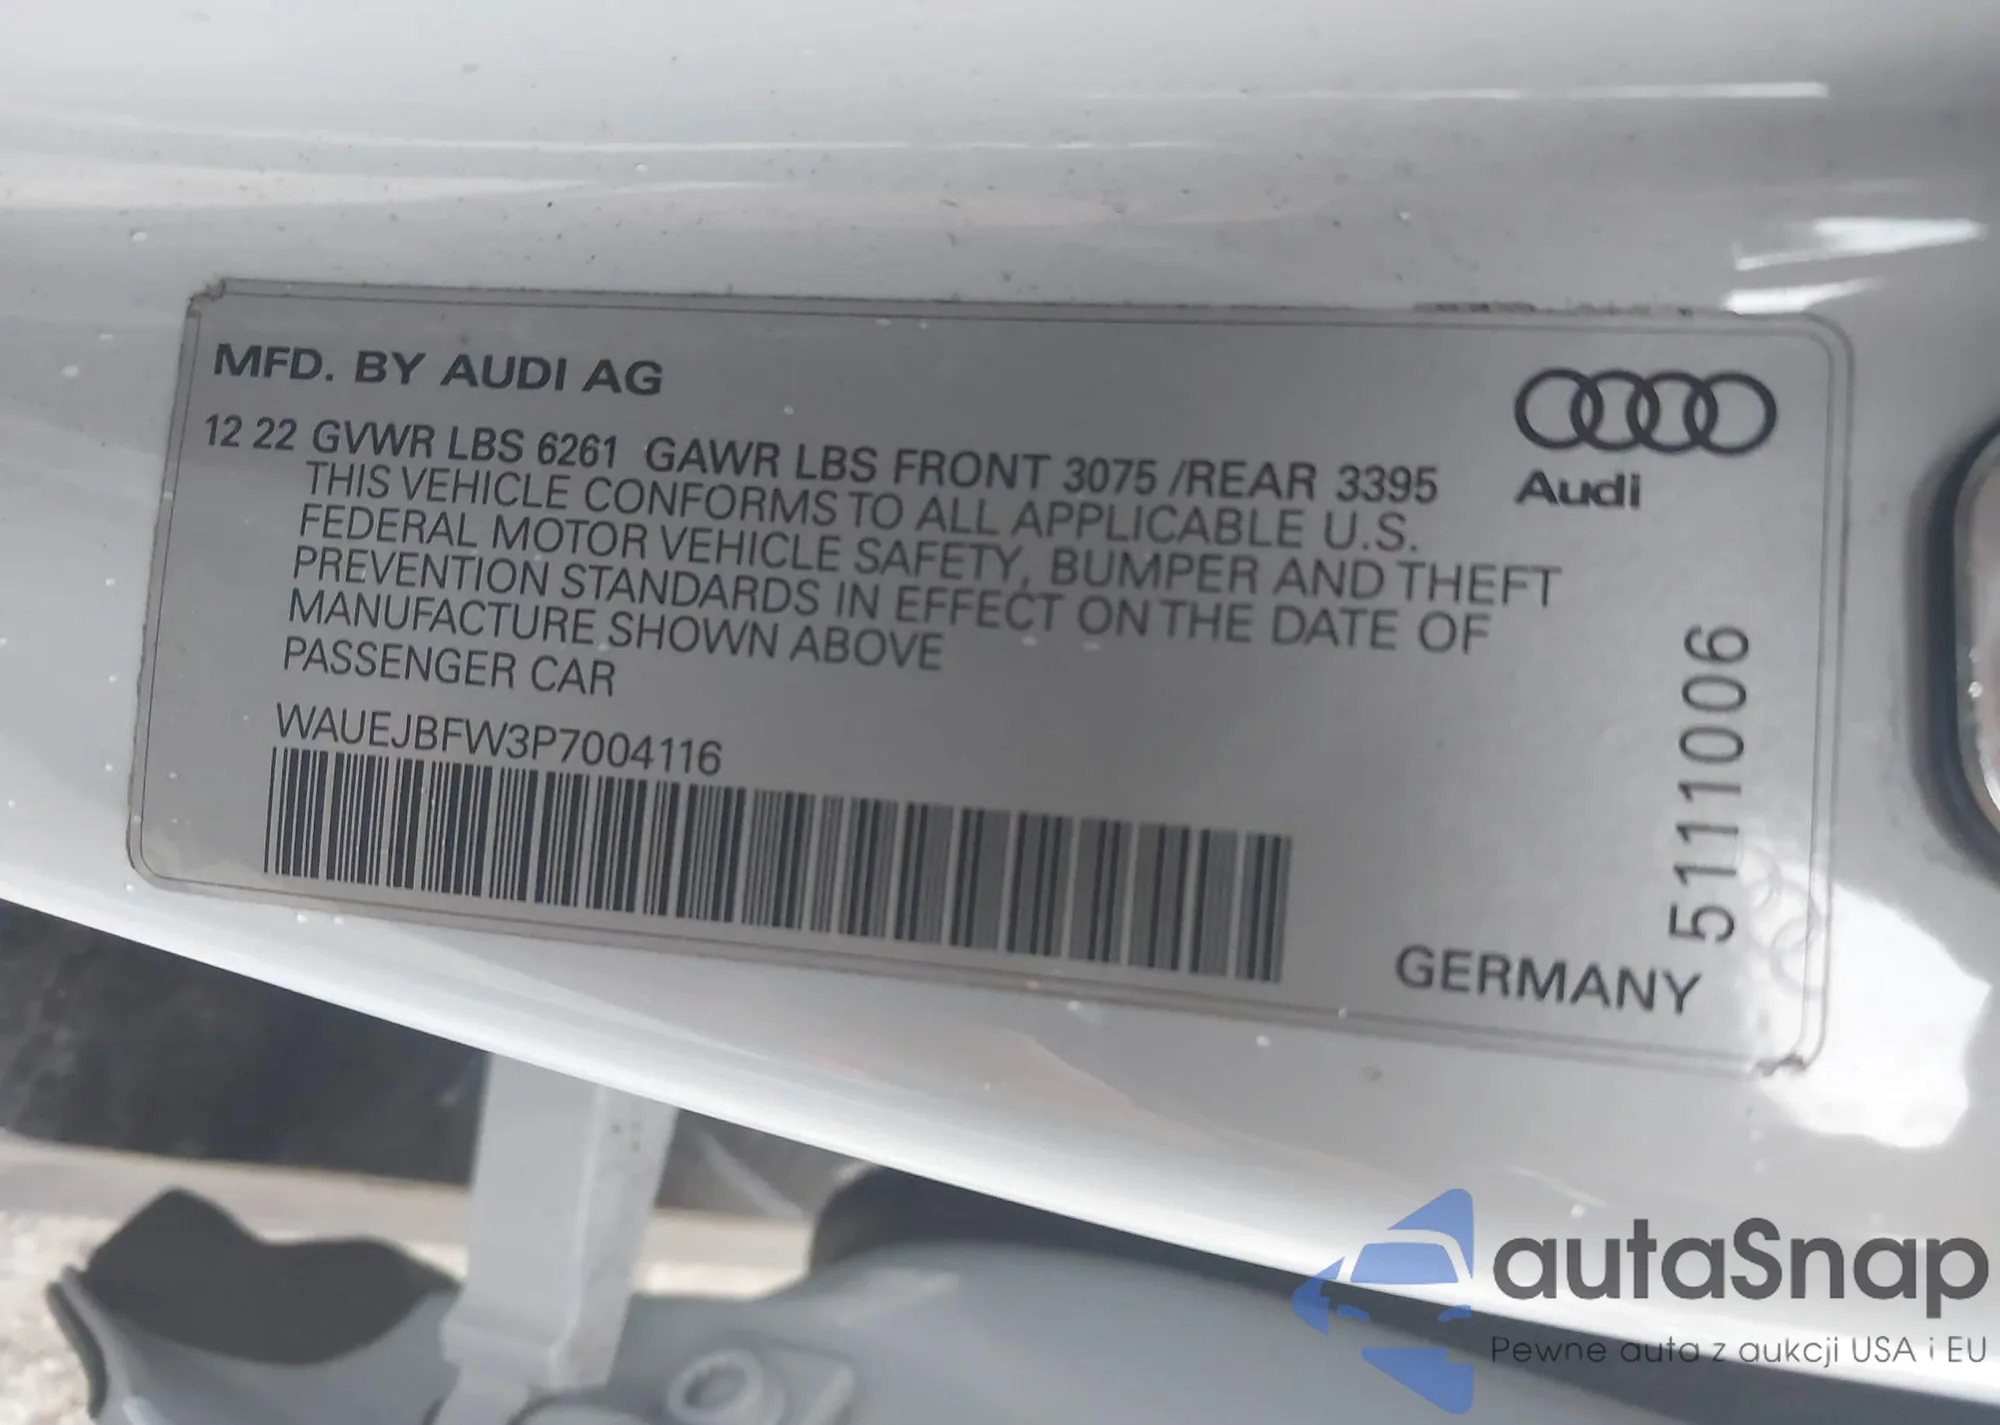 MFD. BY AUDI AG
12 22 GVWR LBS 6261 GAWR LBS FRONT 3075 /REAR 3395
THIS VEHICLE CONFORMS TO ALL APPLICABLE U.S.
FEDERAL MOTOR VEHICLE SAFETY, BUMPER AND THEFT
PREVENTION STANDARDS IN EFFECT ON THE DATE OF
MANUFACTURE SHOWN ABOVE
PASSENGER CAR
WAUEJBFW3P7004116
Audi
5111006
GERMANY
autaSnap
Pewne auta z aukcji USA i EU